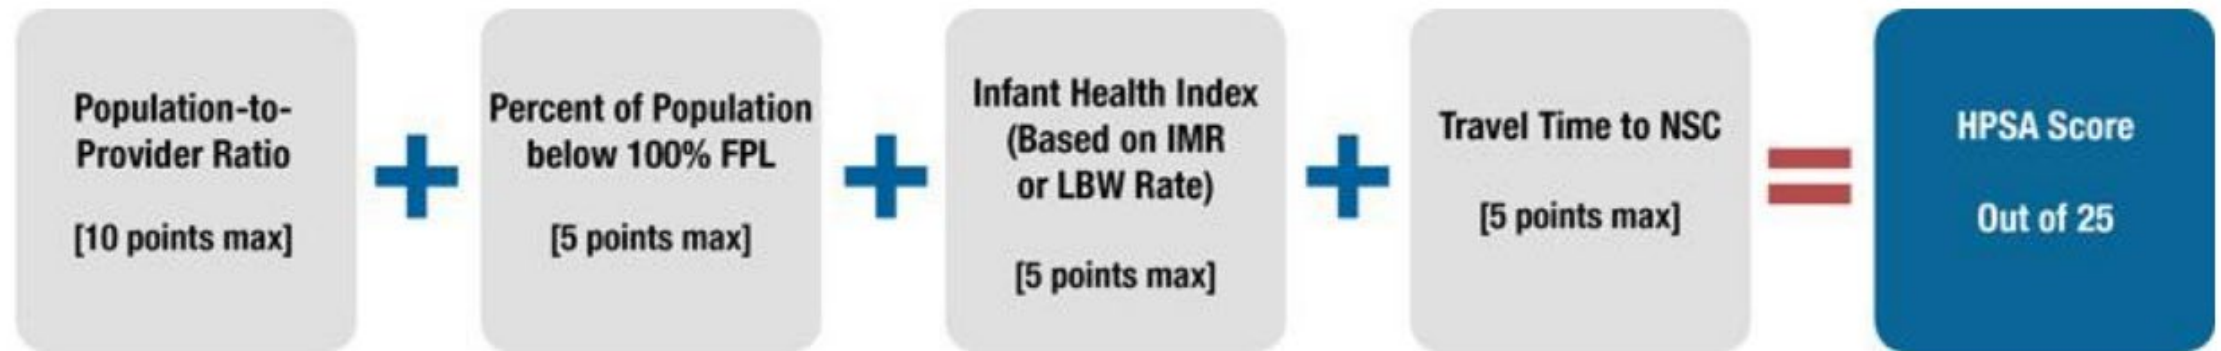 Population-to-
Provider Ratio
[10 points max]
Percent of Population
below 100% FPL
[5 points max]
Infant Health Index
(Based on IMR
or LBW Rate)
[5 points max]
Travel Time to NSC
[5 points max]
HPSA Score
Out of 25